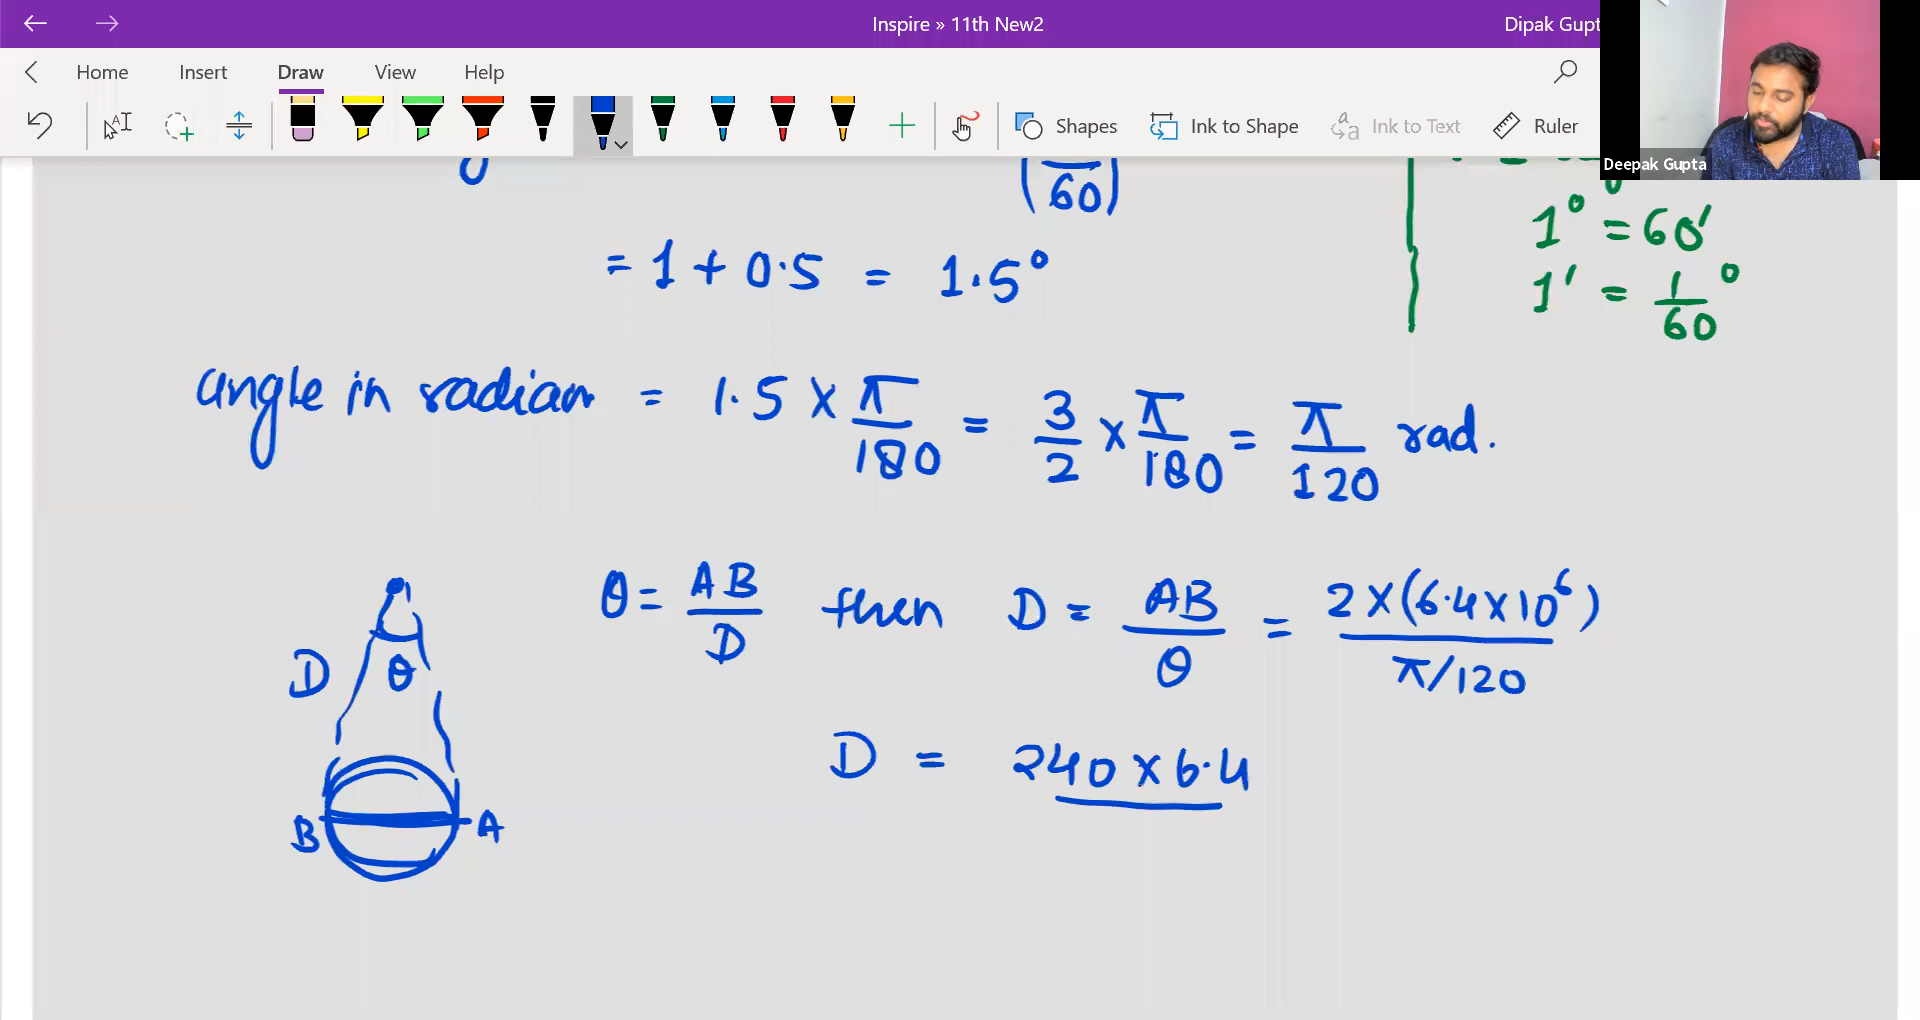 Inspire » 11th New2
Dipak Gupt
Home Insert Draw View Help
Shapes Ink to Shape Ink to Text Ruler
Deepak Gupta
60)
1° = 60′
= 1 + 0.5 = 1.5°
1′ = 1/60°
angle in radian = 1.5 × π/180 = 3/2 × π/180 = π/120 rad.
θ = AB/D then D = AB/θ = 2×(6.4×10⁶)/π/120
D θ
D = 240 × 6.4
B A